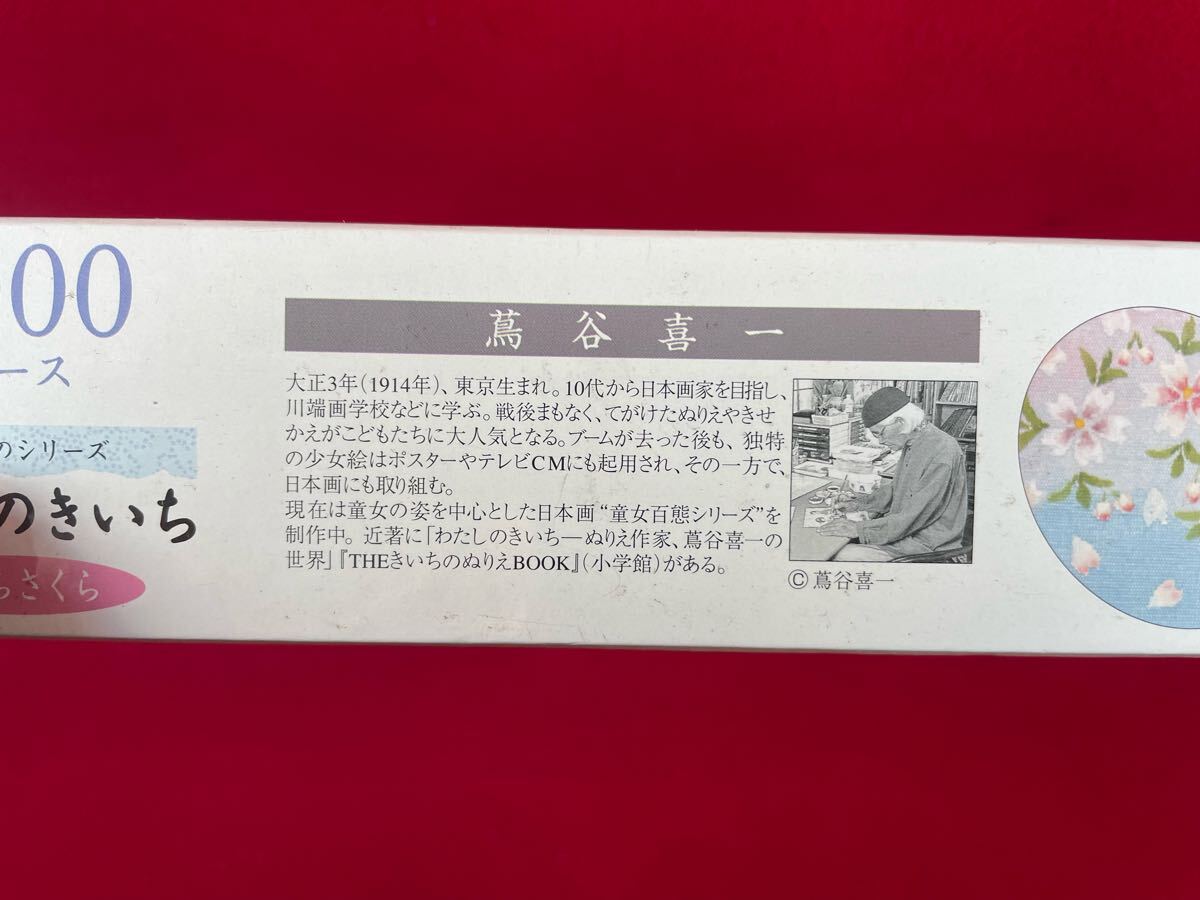 00
ース
のシリーズ
のきいち
さくら
蔦谷喜一
大正3年(1914年)、東京生まれ。10代から日本画家を目指し、
川端画学校などに学ぶ。戦後まもなく、てがけたぬりえやきせ
かえがこどもたちに大人気となる。ブームが去った後も、独特
の少女絵はポスターやテレビCMにも起用され、その一方で、
日本画にも取り組む。
現在は童女の姿を中心とした日本画“童女百態シリーズ”を
制作中。近著に「わたしのきいち―ぬりえ作家、蔦谷喜一の
世界」『THEきいちのぬりえBOOK』(小学館)がある。
©蔦谷喜一